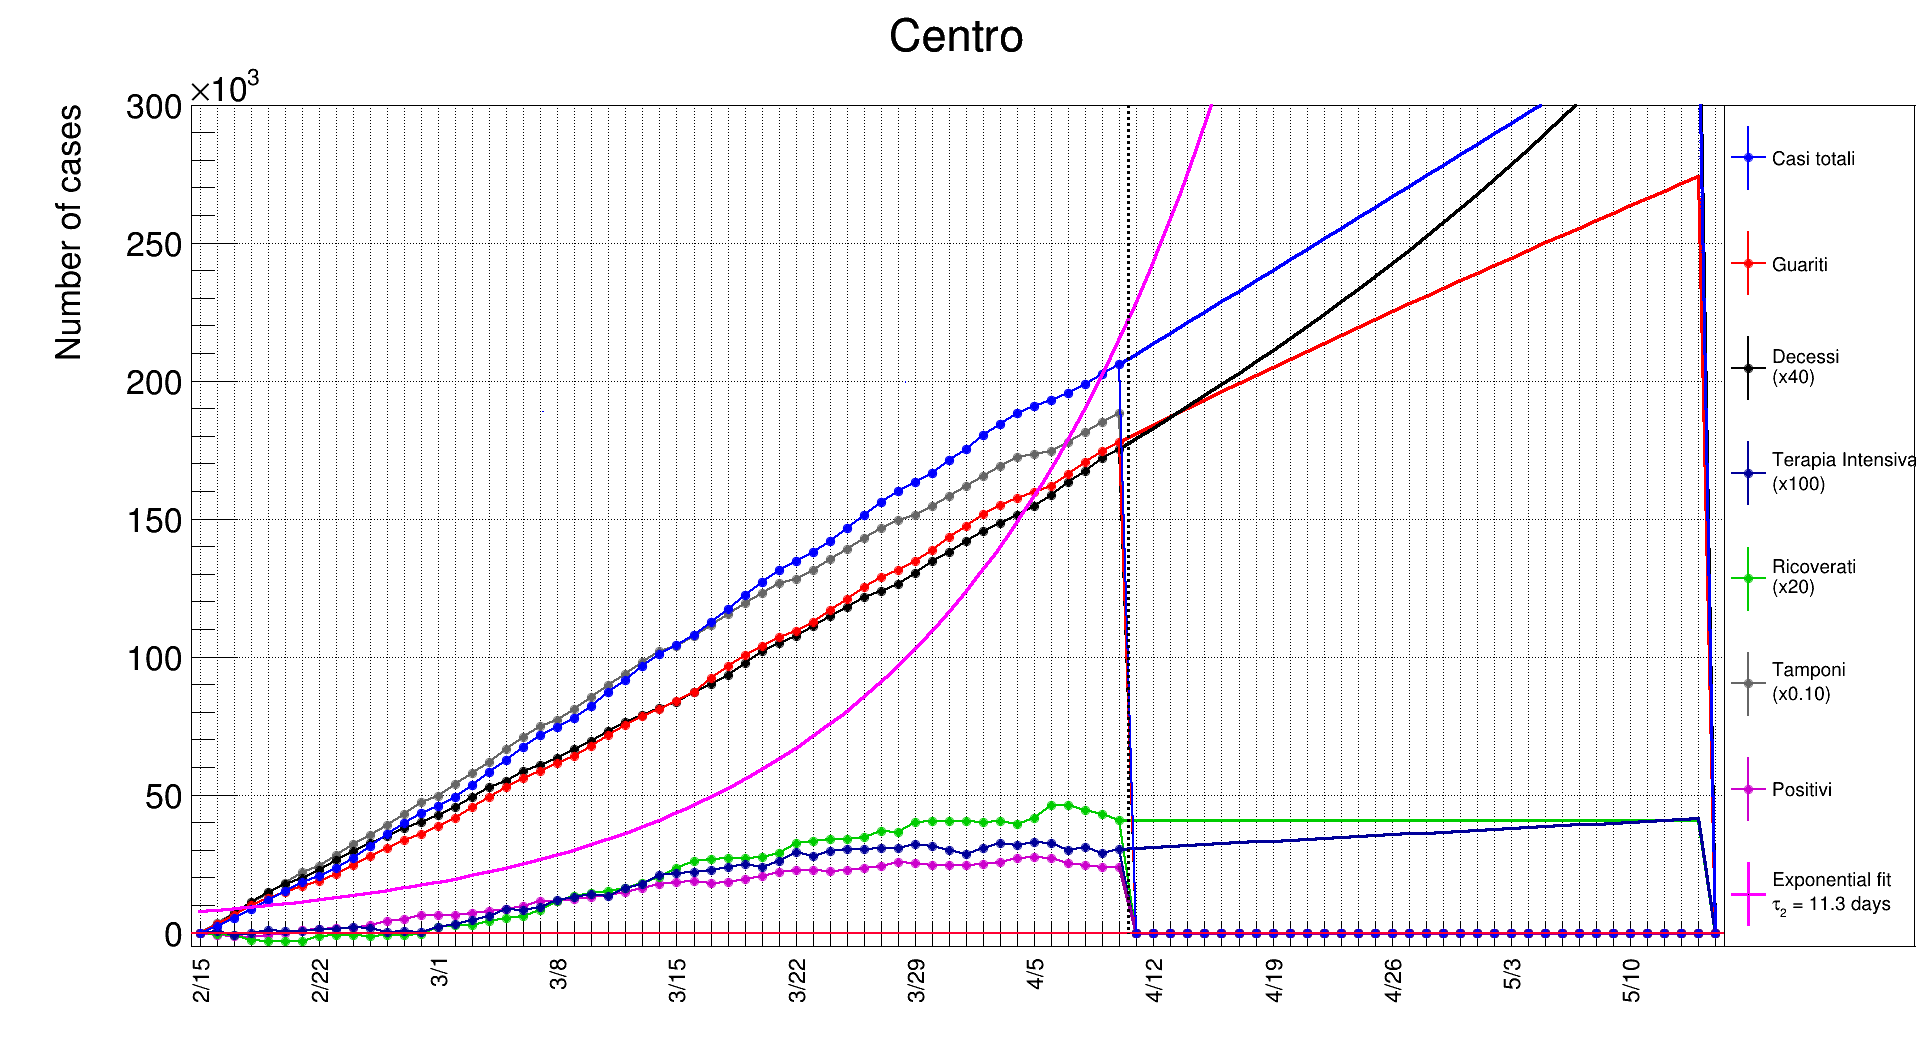 Centro
×10³
Number of cases
300
250
200
150
100
50
0
2/15
2/22
3/1
3/8
3/15
3/22
3/29
4/5
4/12
4/19
4/26
5/3
5/10
Casi totali
Guariti
Decessi
(x40)
Terapia Intensiva
(x100)
Ricoverati
(x20)
Tamponi
(x0.10)
Positivi
Exponential fit
τ₂ = 11.3 days